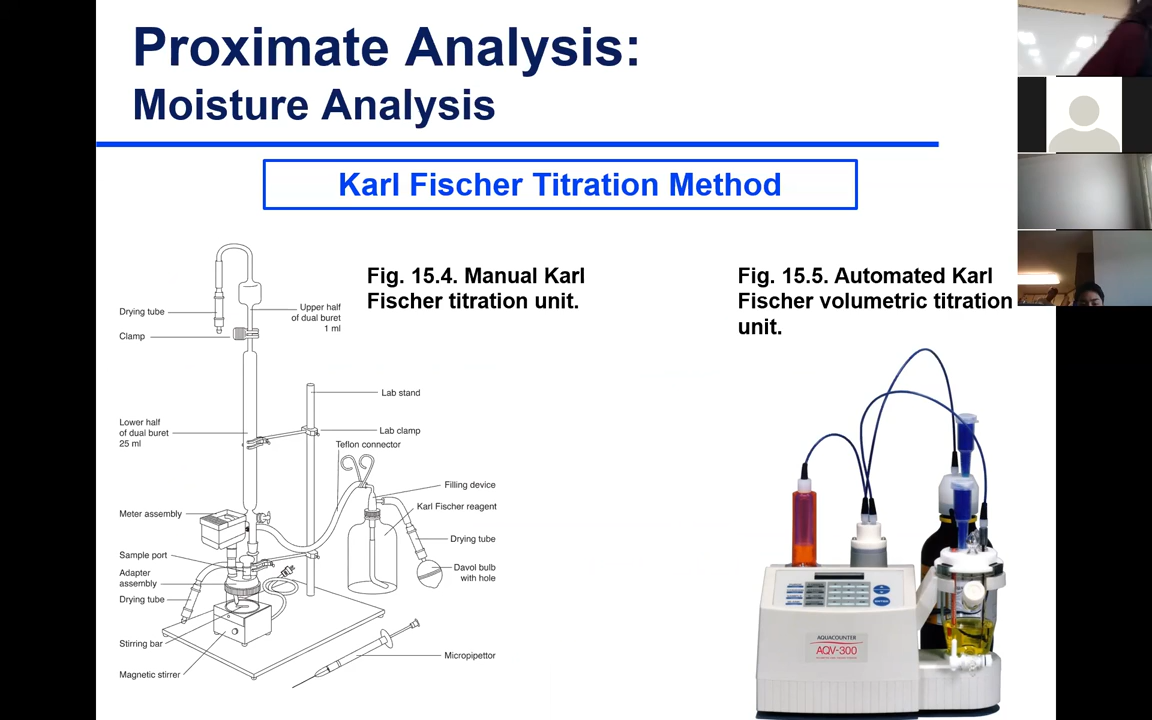 Proximate Analysis:
Moisture Analysis
Karl Fischer Titration Method
Fig. 15.4. Manual Karl
Fischer titration unit.
Fig. 15.5. Automated Karl
Fischer volumetric titration
unit.
Drying tube
Clamp
Upper half
of dual buret
1 ml
Lab stand
Lower half
of dual buret
25 ml
Lab clamp
Teflon connector
Filling device
Karl Fischer reagent
Meter assembly
Drying tube
Sample port
Adapter
assembly
Davol bulb
with hole
Drying tube
Stirring bar
Micropipettor
Magnetic stirrer
AQUACOUNTER
AQV-300